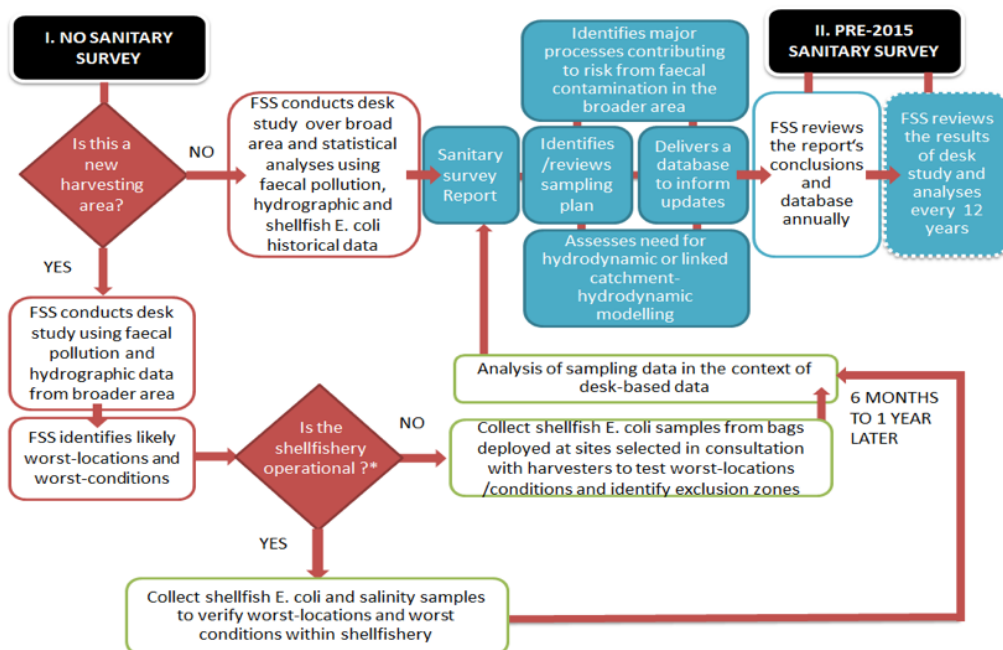 I. NO SANITARY
SURVEY
Is this a
new
harvesting
area?
NO
YES
FSS conducts desk
study over broad
area and statistical
analyses using
faecal pollution,
hydrographic and
shellfish E. coli
historical data
Sanitary
survey
Report
Identifies major
processes contributing
to risk from faecal
contamination in the
broader area
Identifies
/reviews
sampling
plan
Delivers a
database
to inform
updates
Assesses need for
hydrodynamic or linked
catchment-
hydrodynamic
modelling
II. PRE-2015
SANITARY SURVEY
FSS reviews
the report's
conclusions
and
database
annually
FSS reviews
the results
of desk
study and
analyses
every 12
years
FSS conducts desk
study using faecal
pollution and
hydrographic data
from broader area
FSS identifies likely
worst-locations and
worst-conditions
Is the
shellfishery
operational ?*
NO
YES
Analysis of sampling data in the context of
desk-based data
Collect shellfish E. coli samples from bags
deployed at sites selected in consultation
with harvesters to test worst-locations
/conditions and identify exclusion zones
6 MONTHS
TO 1 YEAR
LATER
Collect shellfish E. coli and salinity samples
to verify worst-locations and worst
conditions within shellfishery